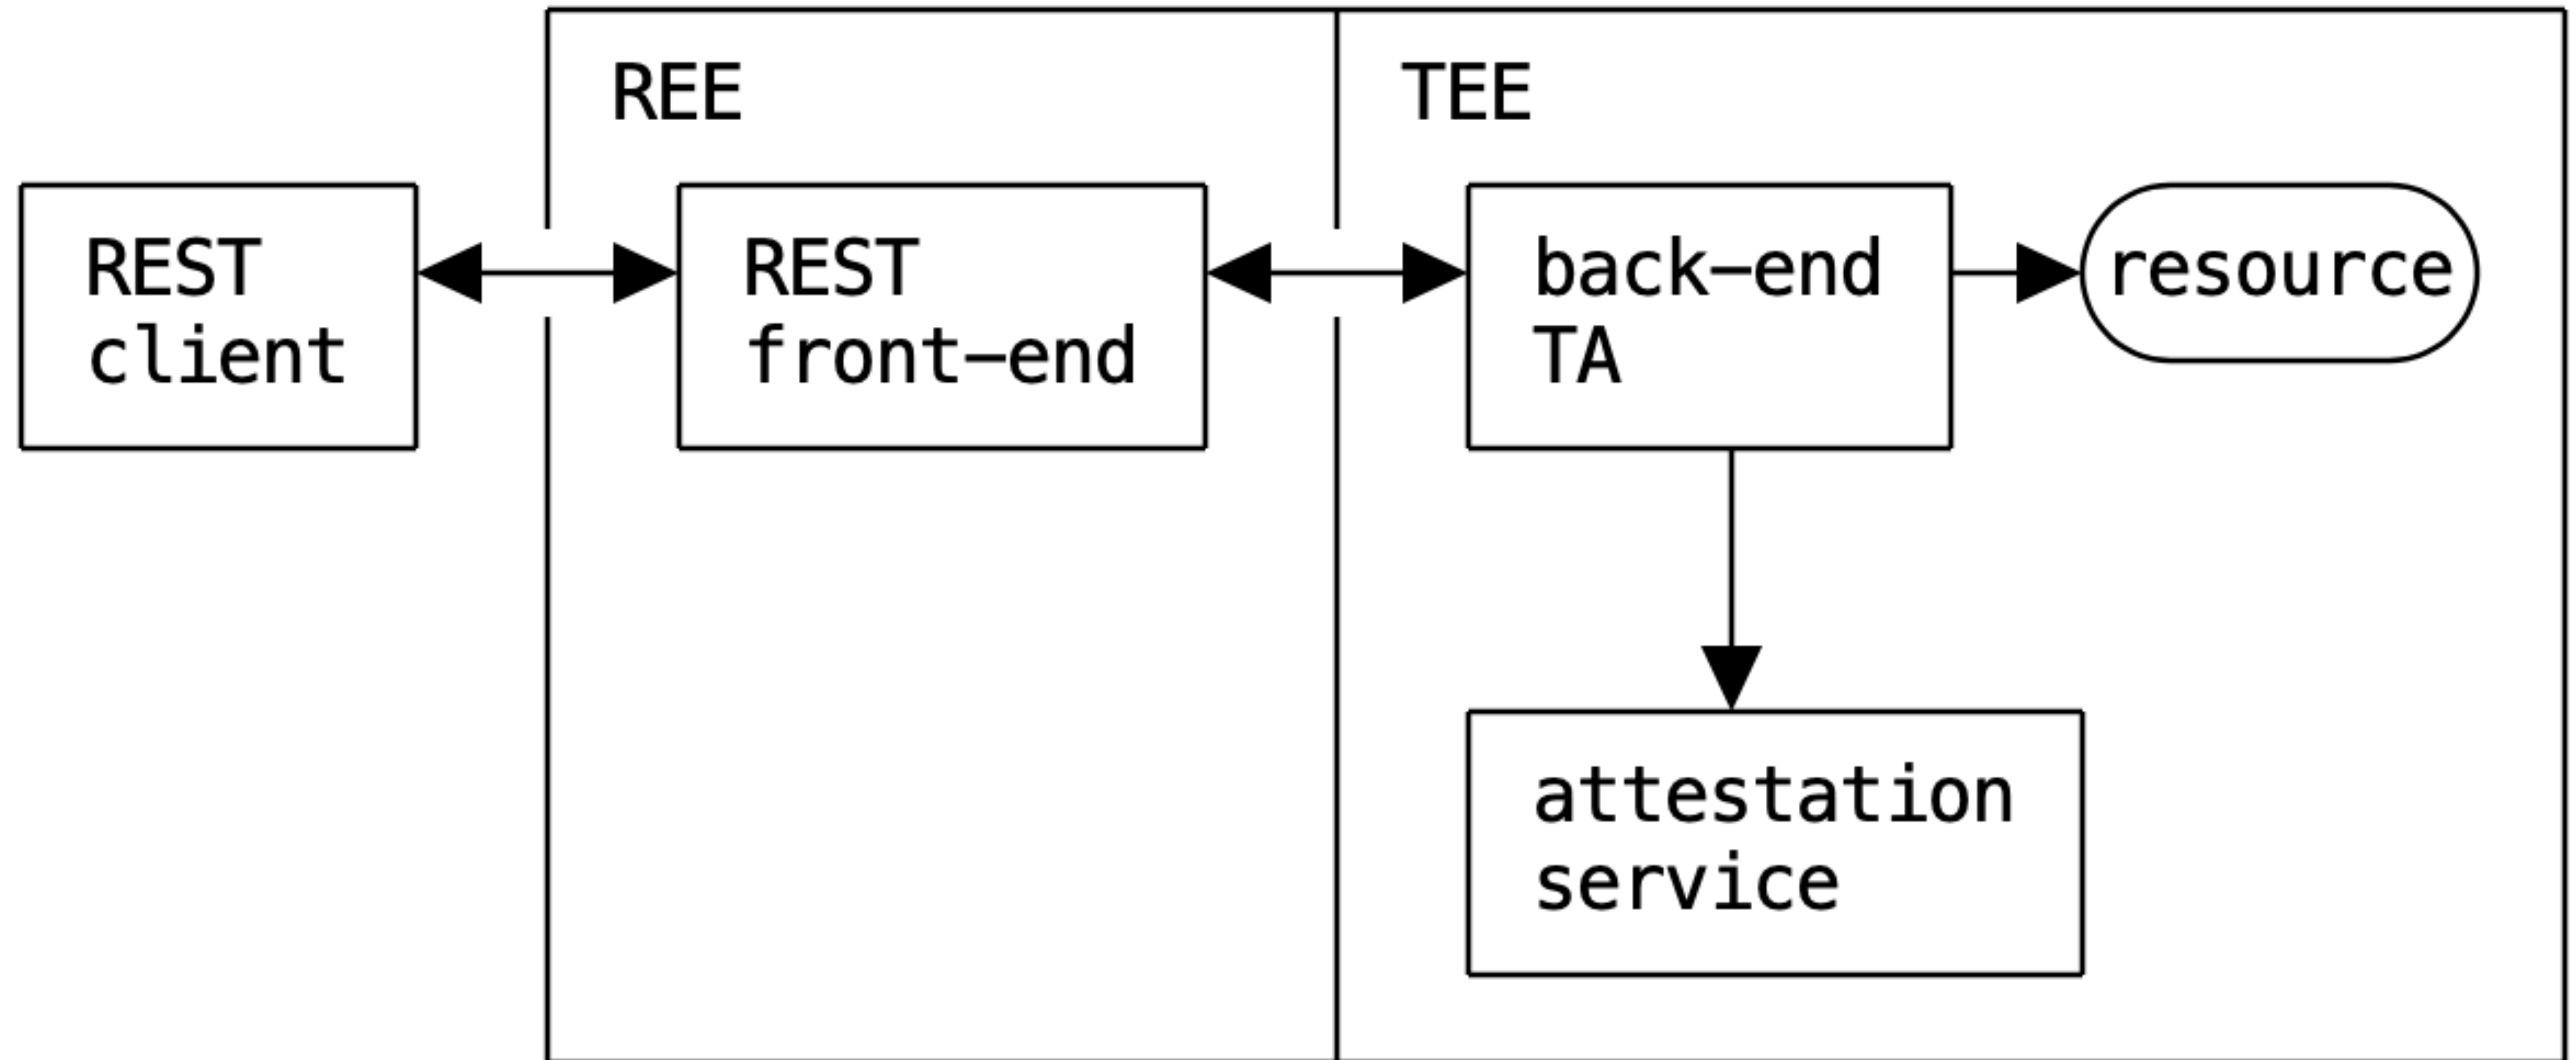 REE
TEE
REST
client
REST
front-end
back-end
TA
resource
attestation
service